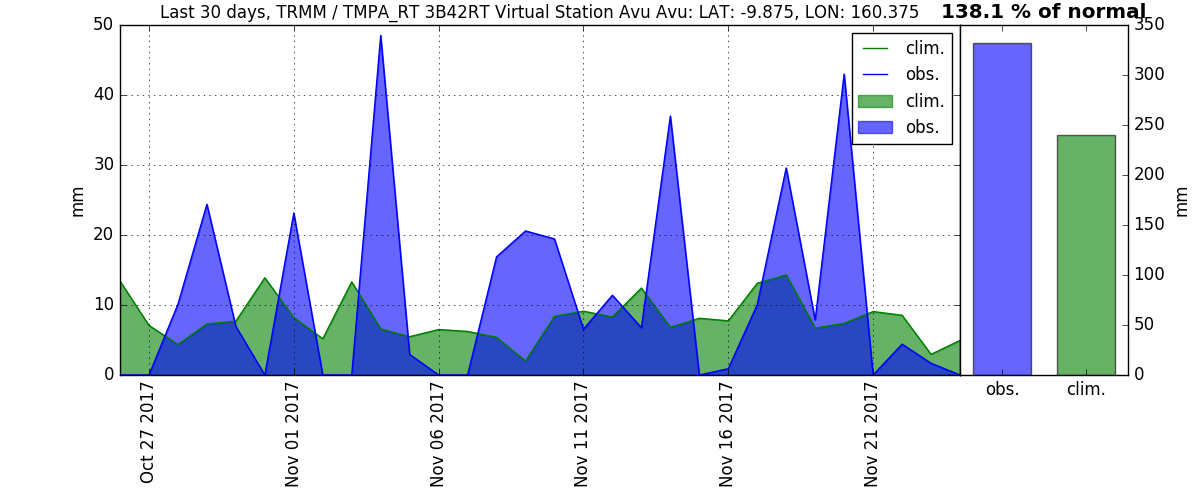 Last 30 days, TRMM / TMPA_RT 3B42RT Virtual Station Avu Avu: LAT: -9.875, LON: 160.375
138.1 % of normal
50
40
30
20
10
0
mm
Oct 27 2017
Nov 01 2017
Nov 06 2017
Nov 11 2017
Nov 16 2017
Nov 21 2017
clim.
obs.
clim.
obs.
350
300
250
200
150
100
50
0
mm
obs.
clim.